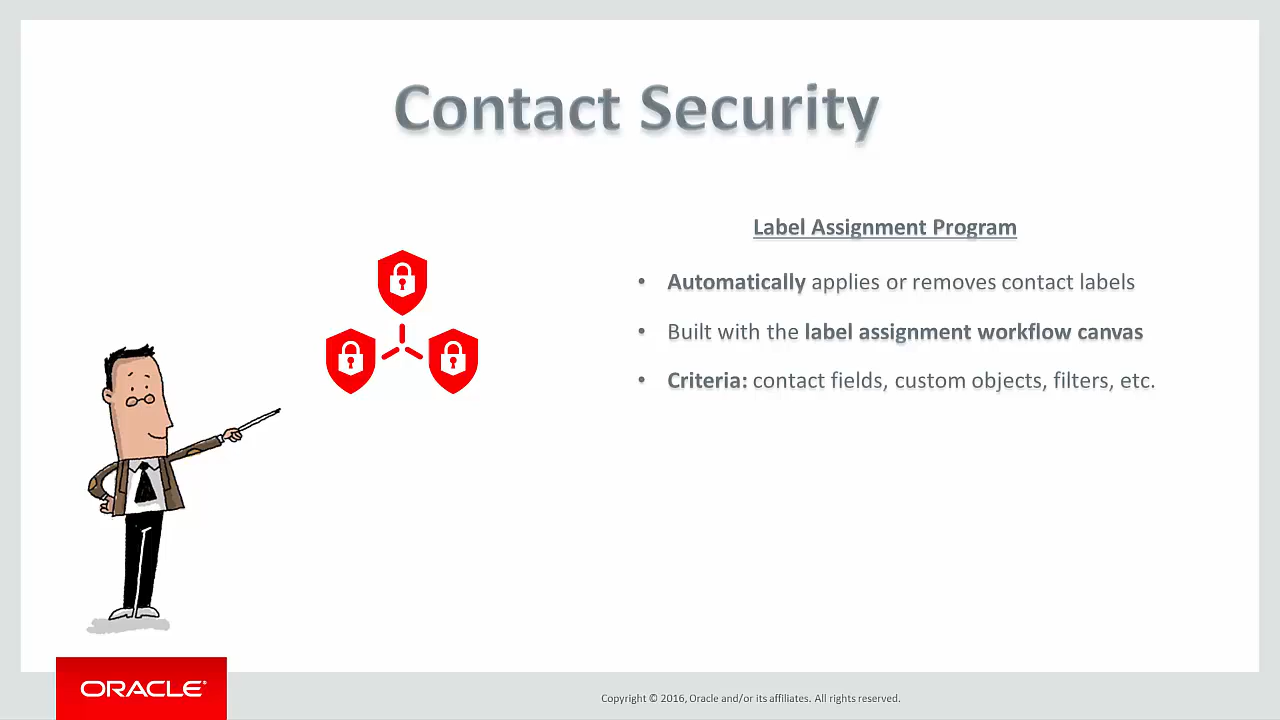 Contact Security
Label Assignment Program
• Automatically applies or removes contact labels
• Built with the label assignment workflow canvas
• Criteria: contact fields, custom objects, filters, etc.
ORACLE®
Copyright © 2016, Oracle and/or its affiliates. All rights reserved.